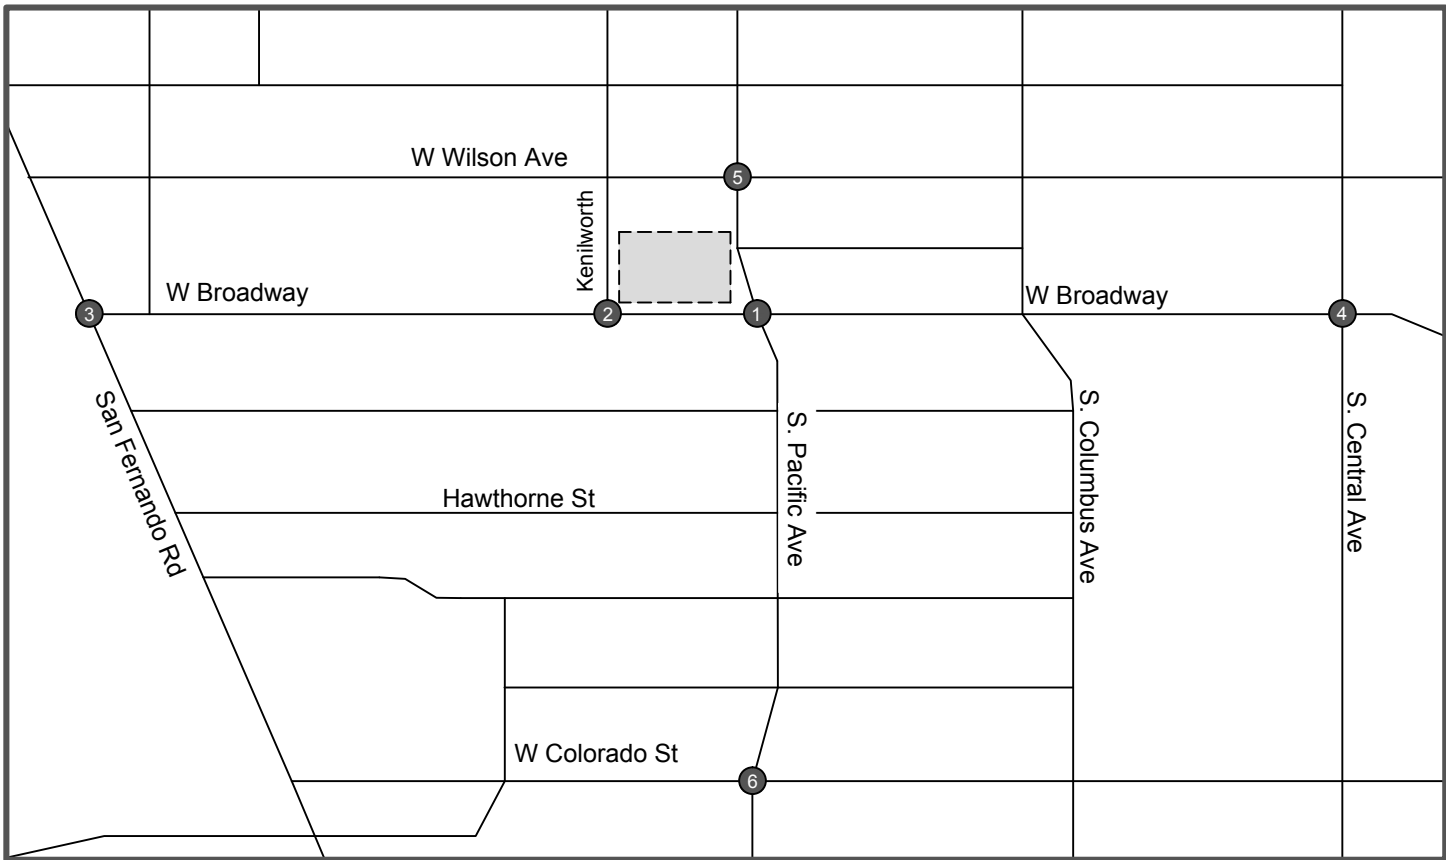 W Wilson Ave
5
Kenilworth
W Broadway
W Broadway
3
2
1
4
San Fernando Rd
S. Pacific Ave
S. Columbus Ave
S. Central Ave
Hawthorne St
W Colorado St
6